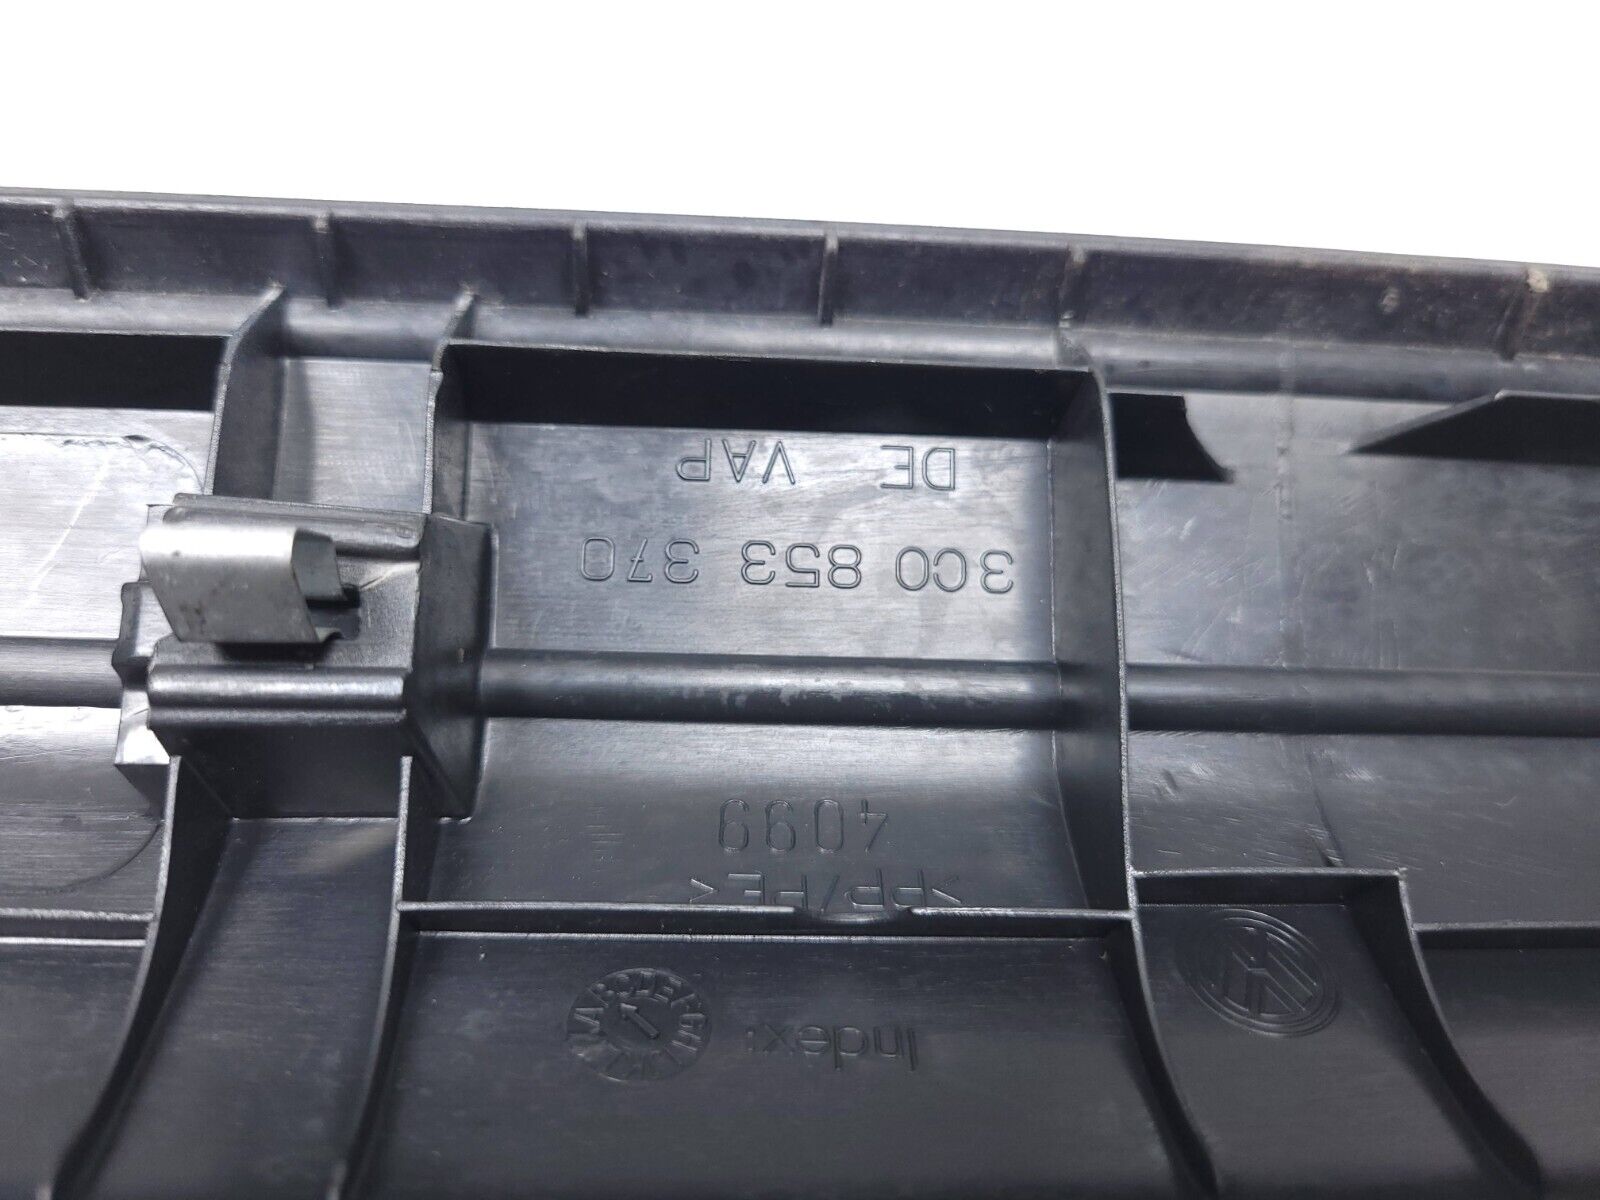 Index:
>PP/PE<
4099
3C0 853 370
DE VAP